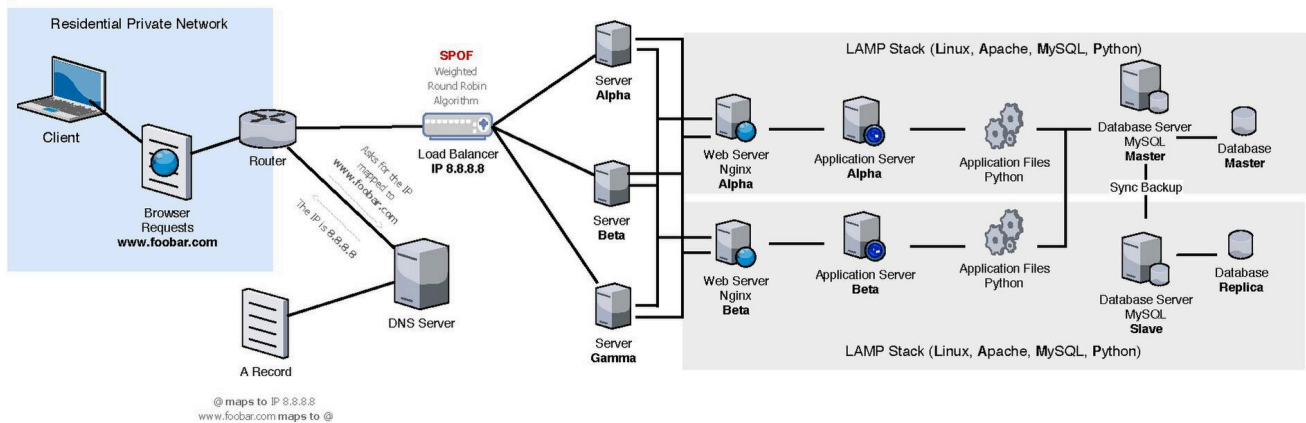 Residential Private Network
Client
Browser
Requests
www.foobar.com
Router
Asks for the IP
mapped to
www.foobar.com
The IP is 8.8.8.8
DNS Server
A Record
@ maps to IP 8.8.8.8
www.foobar.com maps to @
SPOF
Weighted
Round Robin
Algorithm
Load Balancer
IP 8.8.8.8
Server
Alpha
Server
Beta
Server
Gamma
LAMP Stack (Linux, Apache, MySQL, Python)
Web Server
Nginx
Alpha
Application Server
Alpha
Application Files
Python
Database Server
MySQL
Master
Database
Master
Sync Backup
Web Server
Nginx
Beta
Application Server
Beta
Application Files
Python
Database Server
MySQL
Slave
Database
Replica
LAMP Stack (Linux, Apache, MySQL, Python)